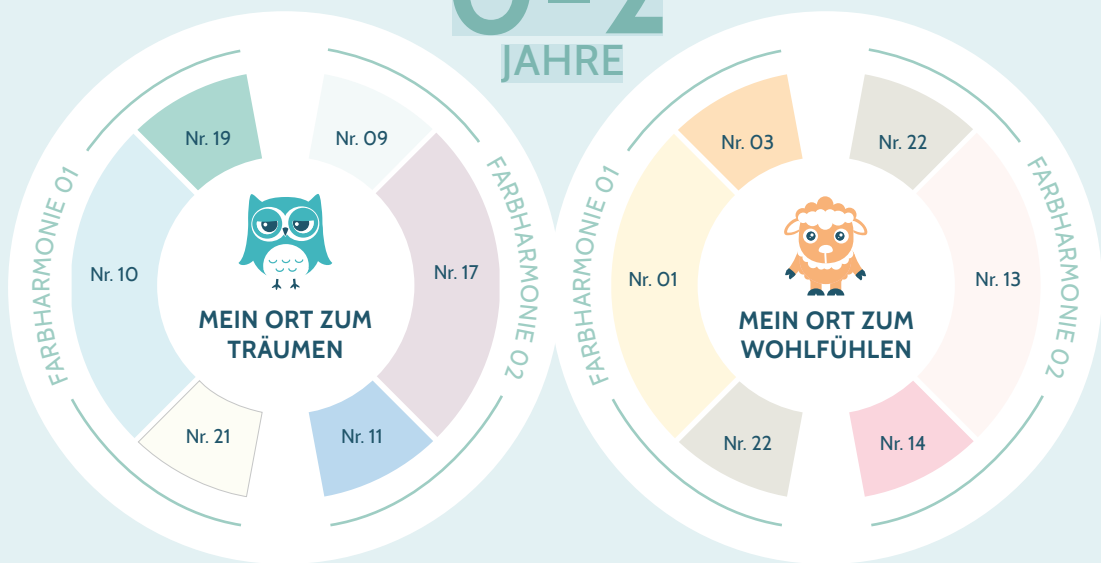 0–2
JAHRE
FARBHARMONIE 01
Nr. 19
Nr. 10
Nr. 21
MEIN ORT ZUM
TRÄUMEN
Nr. 09
Nr. 17
Nr. 11
FARBHARMONIE 02
FARBHARMONIE 01
Nr. 03
Nr. 01
Nr. 22
MEIN ORT ZUM
WOHLFÜHLEN
Nr. 22
Nr. 13
Nr. 14
FARBHARMONIE 02